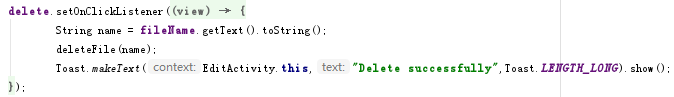 delete.setOnClickListener((view) → {
String name = fileName.getText().toString();
deleteFile(name);
Toast.makeText( context: EditActivity.this, text: "Delete successfully",Toast.LENGTH_LONG).show();
});